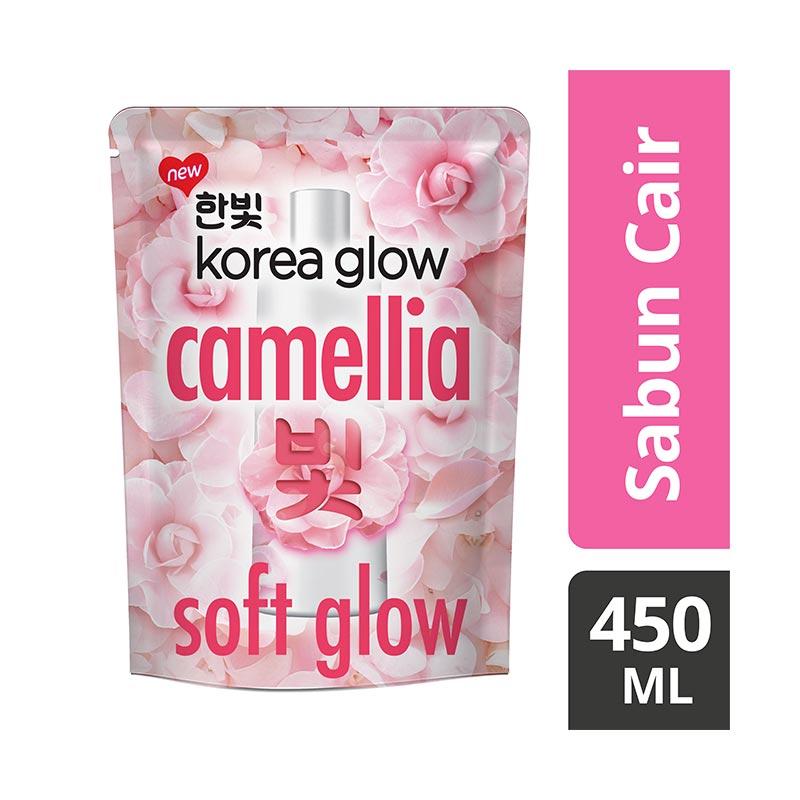 new
한빛
korea glow
camellia
빛
soft glow
Sabun Cair
450
ML